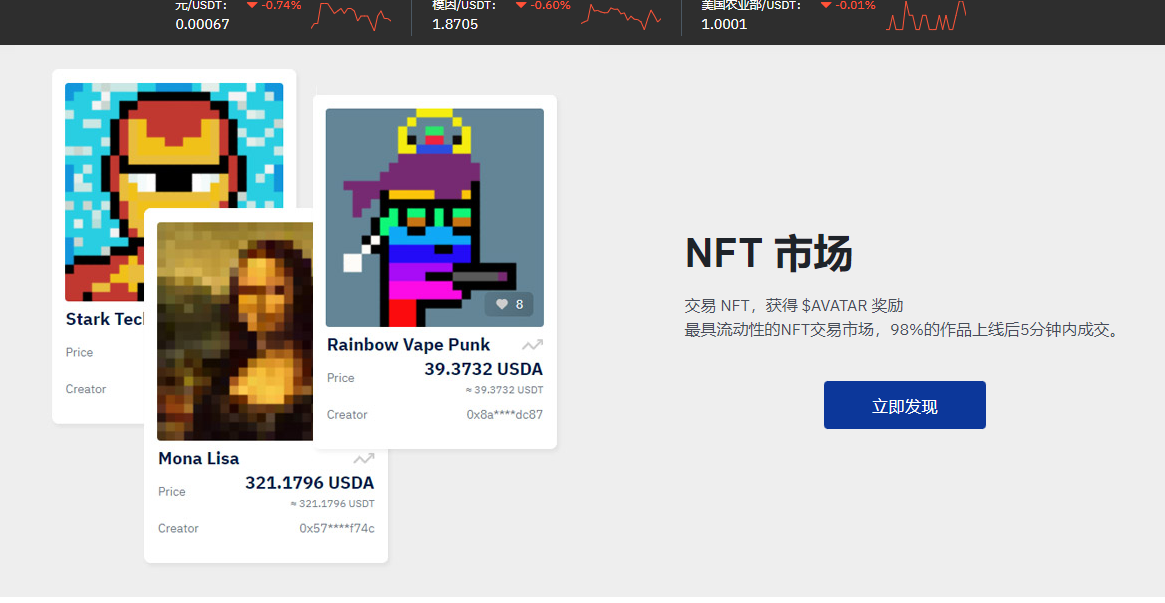 元/USDT:
-0.74%
0.00067
模因/USDT:
-0.60%
1.8705
美国农业部/USDT:
-0.01%
1.0001
Stark
Price
Creator
Mona Lisa
Price
321.1796 USDA
≈ 321.1796 USDT
Creator
0x57****f74c
8
Rainbow Vape Punk
Price
39.3732 USDA
≈ 39.3732 USDT
Creator
0x8a****dc87
NFT 市场
交易 NFT，获得 $AVATAR 奖励
最具流动性的NFT交易市场，98%的作品上线后5分钟内成交。
立即发现